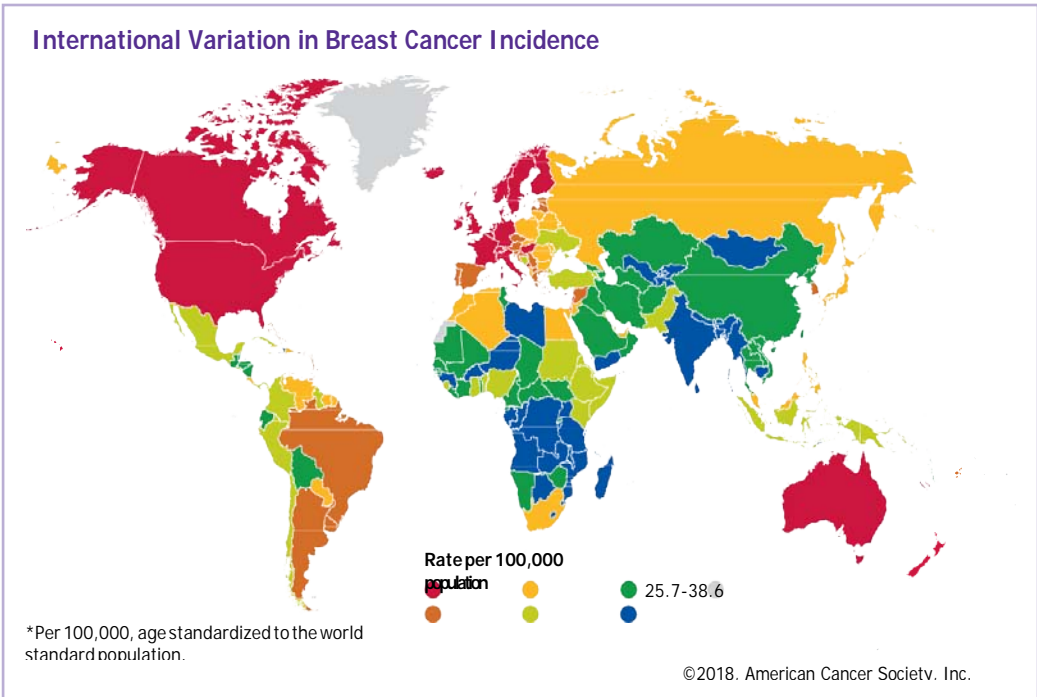 International Variation in Breast Cancer Incidence
Rate per 100,000
population
25.7-38.6
*Per 100,000, age standardized to the world
standard population.
©2018. American Cancer Society. Inc.